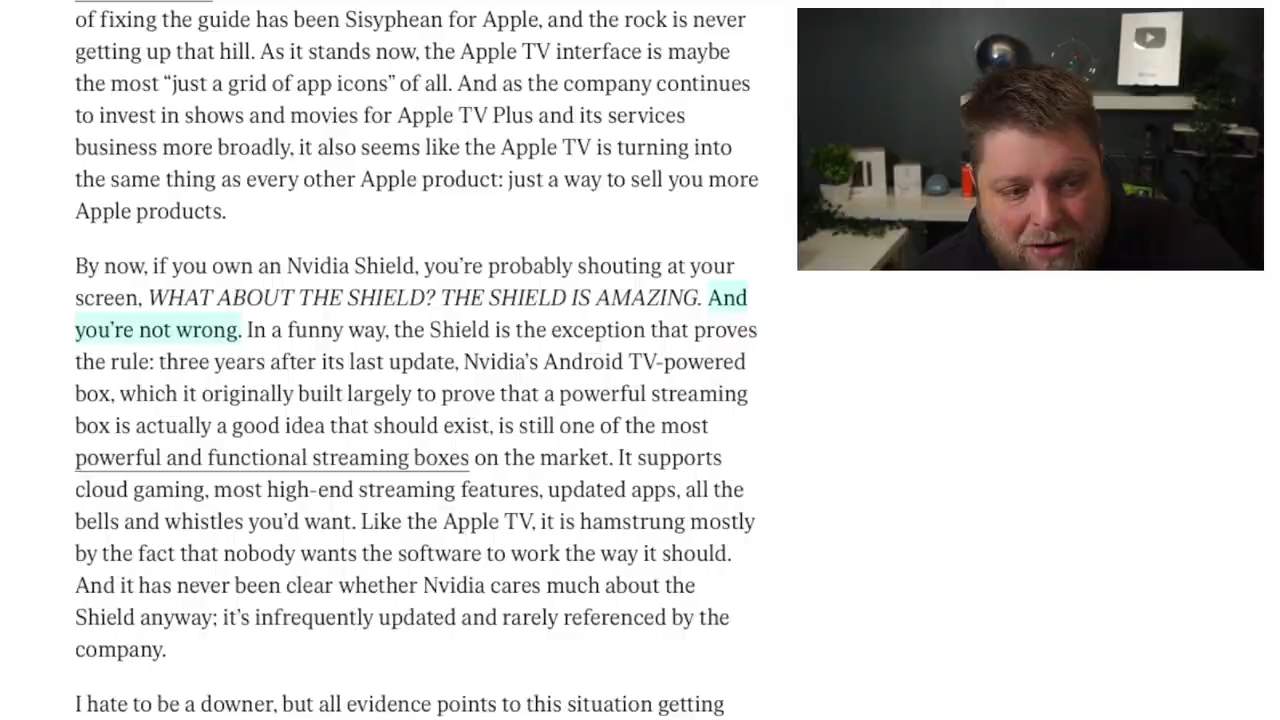 of fixing the guide has been Sisyphean for Apple, and the rock is never
getting up that hill. As it stands now, the Apple TV interface is maybe
the most “just a grid of app icons” of all. And as the company continues
to invest in shows and movies for Apple TV Plus and its services
business more broadly, it also seems like the Apple TV is turning into
the same thing as every other Apple product: just a way to sell you more
Apple products.
By now, if you own an Nvidia Shield, you’re probably shouting at your
screen, WHAT ABOUT THE SHIELD? THE SHIELD IS AMAZING. And
you’re not wrong. In a funny way, the Shield is the exception that proves
the rule: three years after its last update, Nvidia’s Android TV-powered
box, which it originally built largely to prove that a powerful streaming
box is actually a good idea that should exist, is still one of the most
powerful and functional streaming boxes on the market. It supports
cloud gaming, most high-end streaming features, updated apps, all the
bells and whistles you’d want. Like the Apple TV, it is hamstrung mostly
by the fact that nobody wants the software to work the way it should.
And it has never been clear whether Nvidia cares much about the
Shield anyway; it’s infrequently updated and rarely referenced by the
company.
I hate to be a downer, but all evidence points to this situation getting